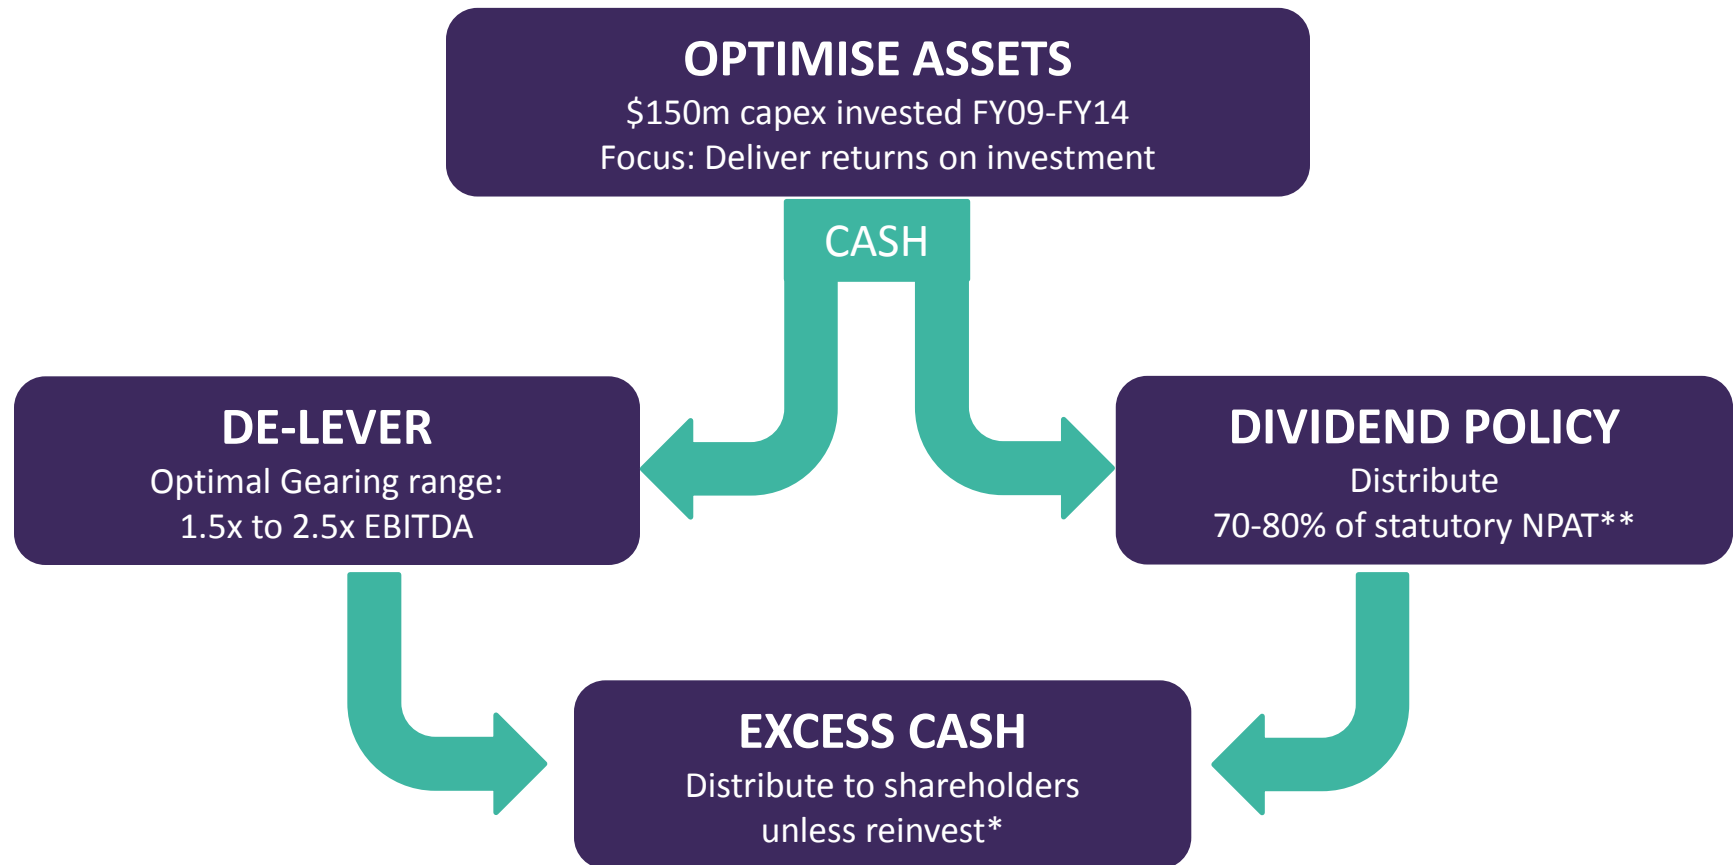 OPTIMISE ASSETS
$150m capex invested FY09-FY14
Focus: Deliver returns on investment
CASH
DE-LEVER
Optimal Gearing range:
1.5x to 2.5x EBITDA
DIVIDEND POLICY
Distribute
70-80% of statutory NPAT**
EXCESS CASH
Distribute to shareholders
unless reinvest*